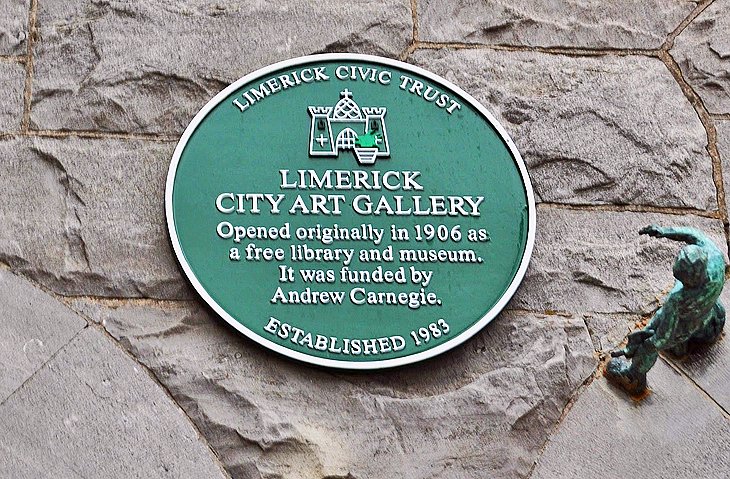 LIMERICK CIVIC TRUST
LIMERICK
CITY ART GALLERY
Opened originally in 1906 as
a free library and museum.
It was funded by
Andrew Carnegie.
ESTABLISHED 1983